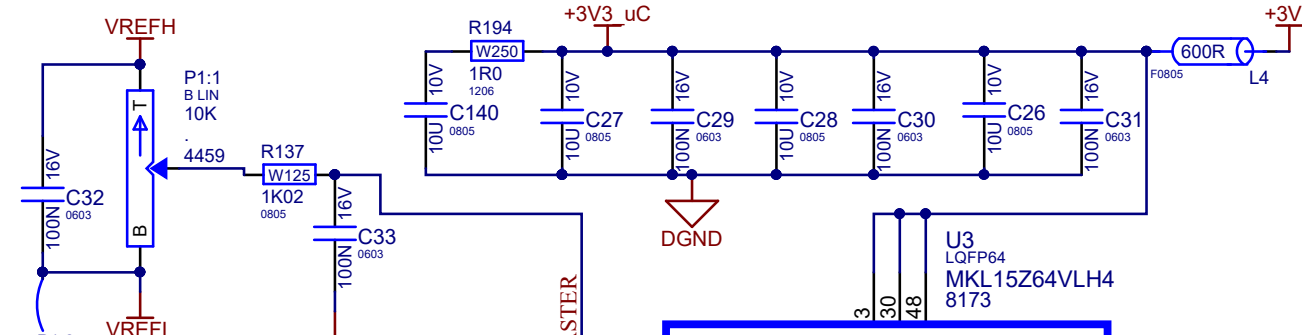 VREFH
P1:1
B LIN
10K
.
4459
T
B
16V
C32
0603
100N
VREFL
R137
W125
1K02
0805
16V
C33
0603
100N
R194
W250
1R0
1206
+3V3_uC
10V
C140
0805
10U
10V
C27
0805
10U
16V
C29
0603
100N
10V
C28
0805
10U
16V
C30
0603
100N
10V
C26
0805
10U
16V
C31
0603
100N
600R
F0805
L4
+3V
DGND
ASTER
3
30
48
U3
LQFP64
MKL15Z64VLH4
8173